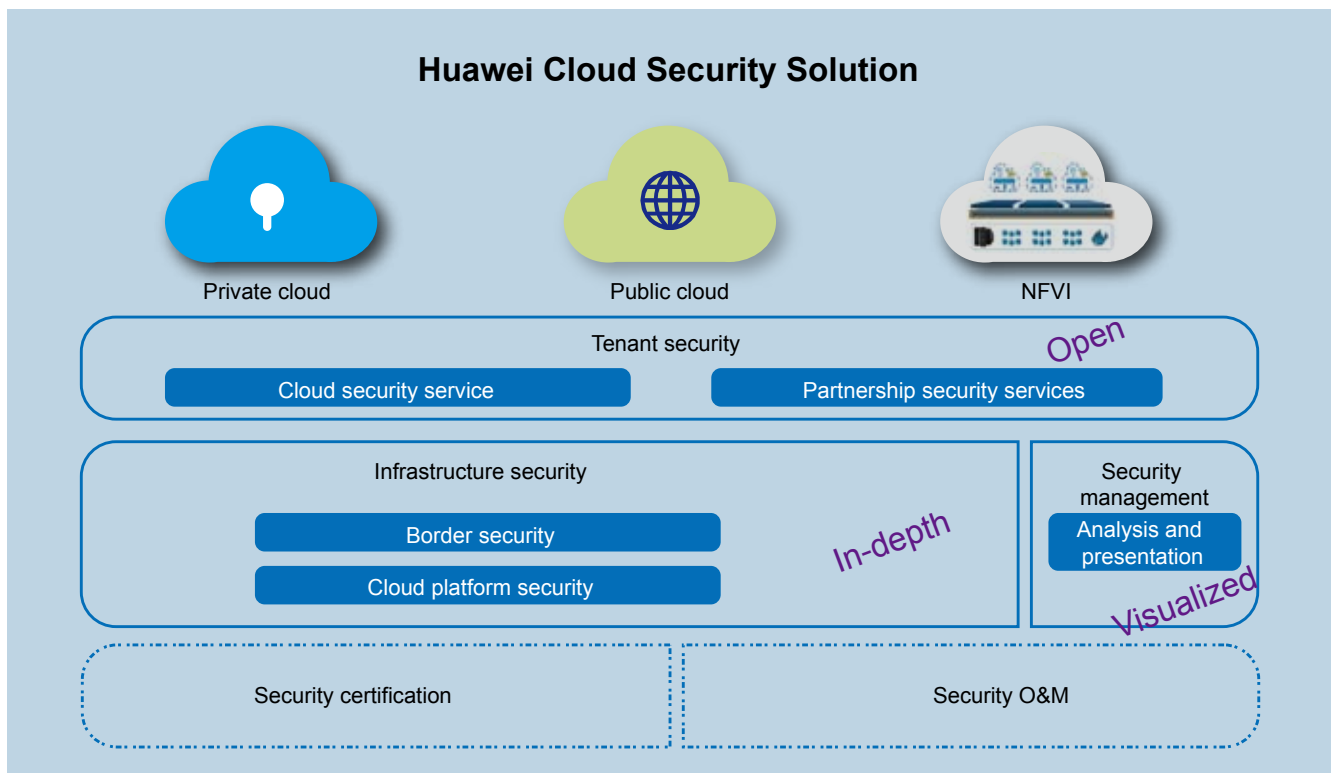 Huawei Cloud Security Solution
Private cloud
Public cloud
NFVI
Tenant security
Open
Cloud security service
Partnership security services
Infrastructure security
Border security
Cloud platform security
In-depth
Security
management
Analysis and
presentation
Visualized
Security certification
Security O&M